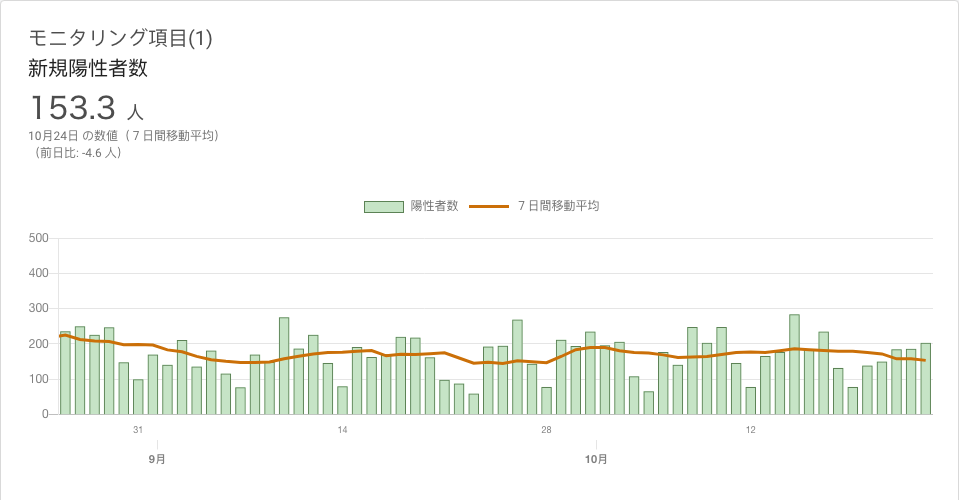 モニタリング項目(1)
新規陽性者数
153.3 人
10月24日 の数値（７日間移動平均）
（前日比: -4.6 人）
陽性者数 ７日間移動平均
500
400
300
200
100
0
31 14 28 12
9月 10月